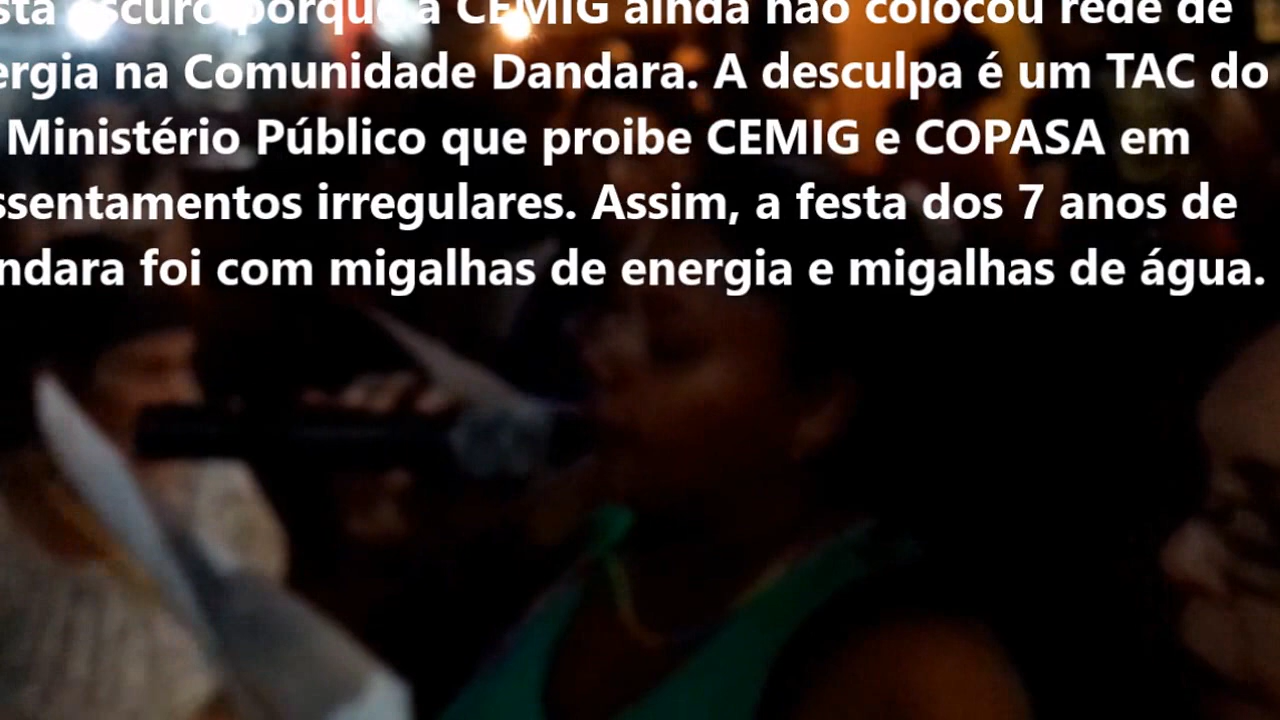 sta escuro porque a CEMIG ainda não colocou rede de
ergia na Comunidade Dandara. A desculpa é um TAC do
Ministério Público que proibe CEMIG e COPASA em
ssentamentos irregulares. Assim, a festa dos 7 anos de
ndara foi com migalhas de energia e migalhas de água.